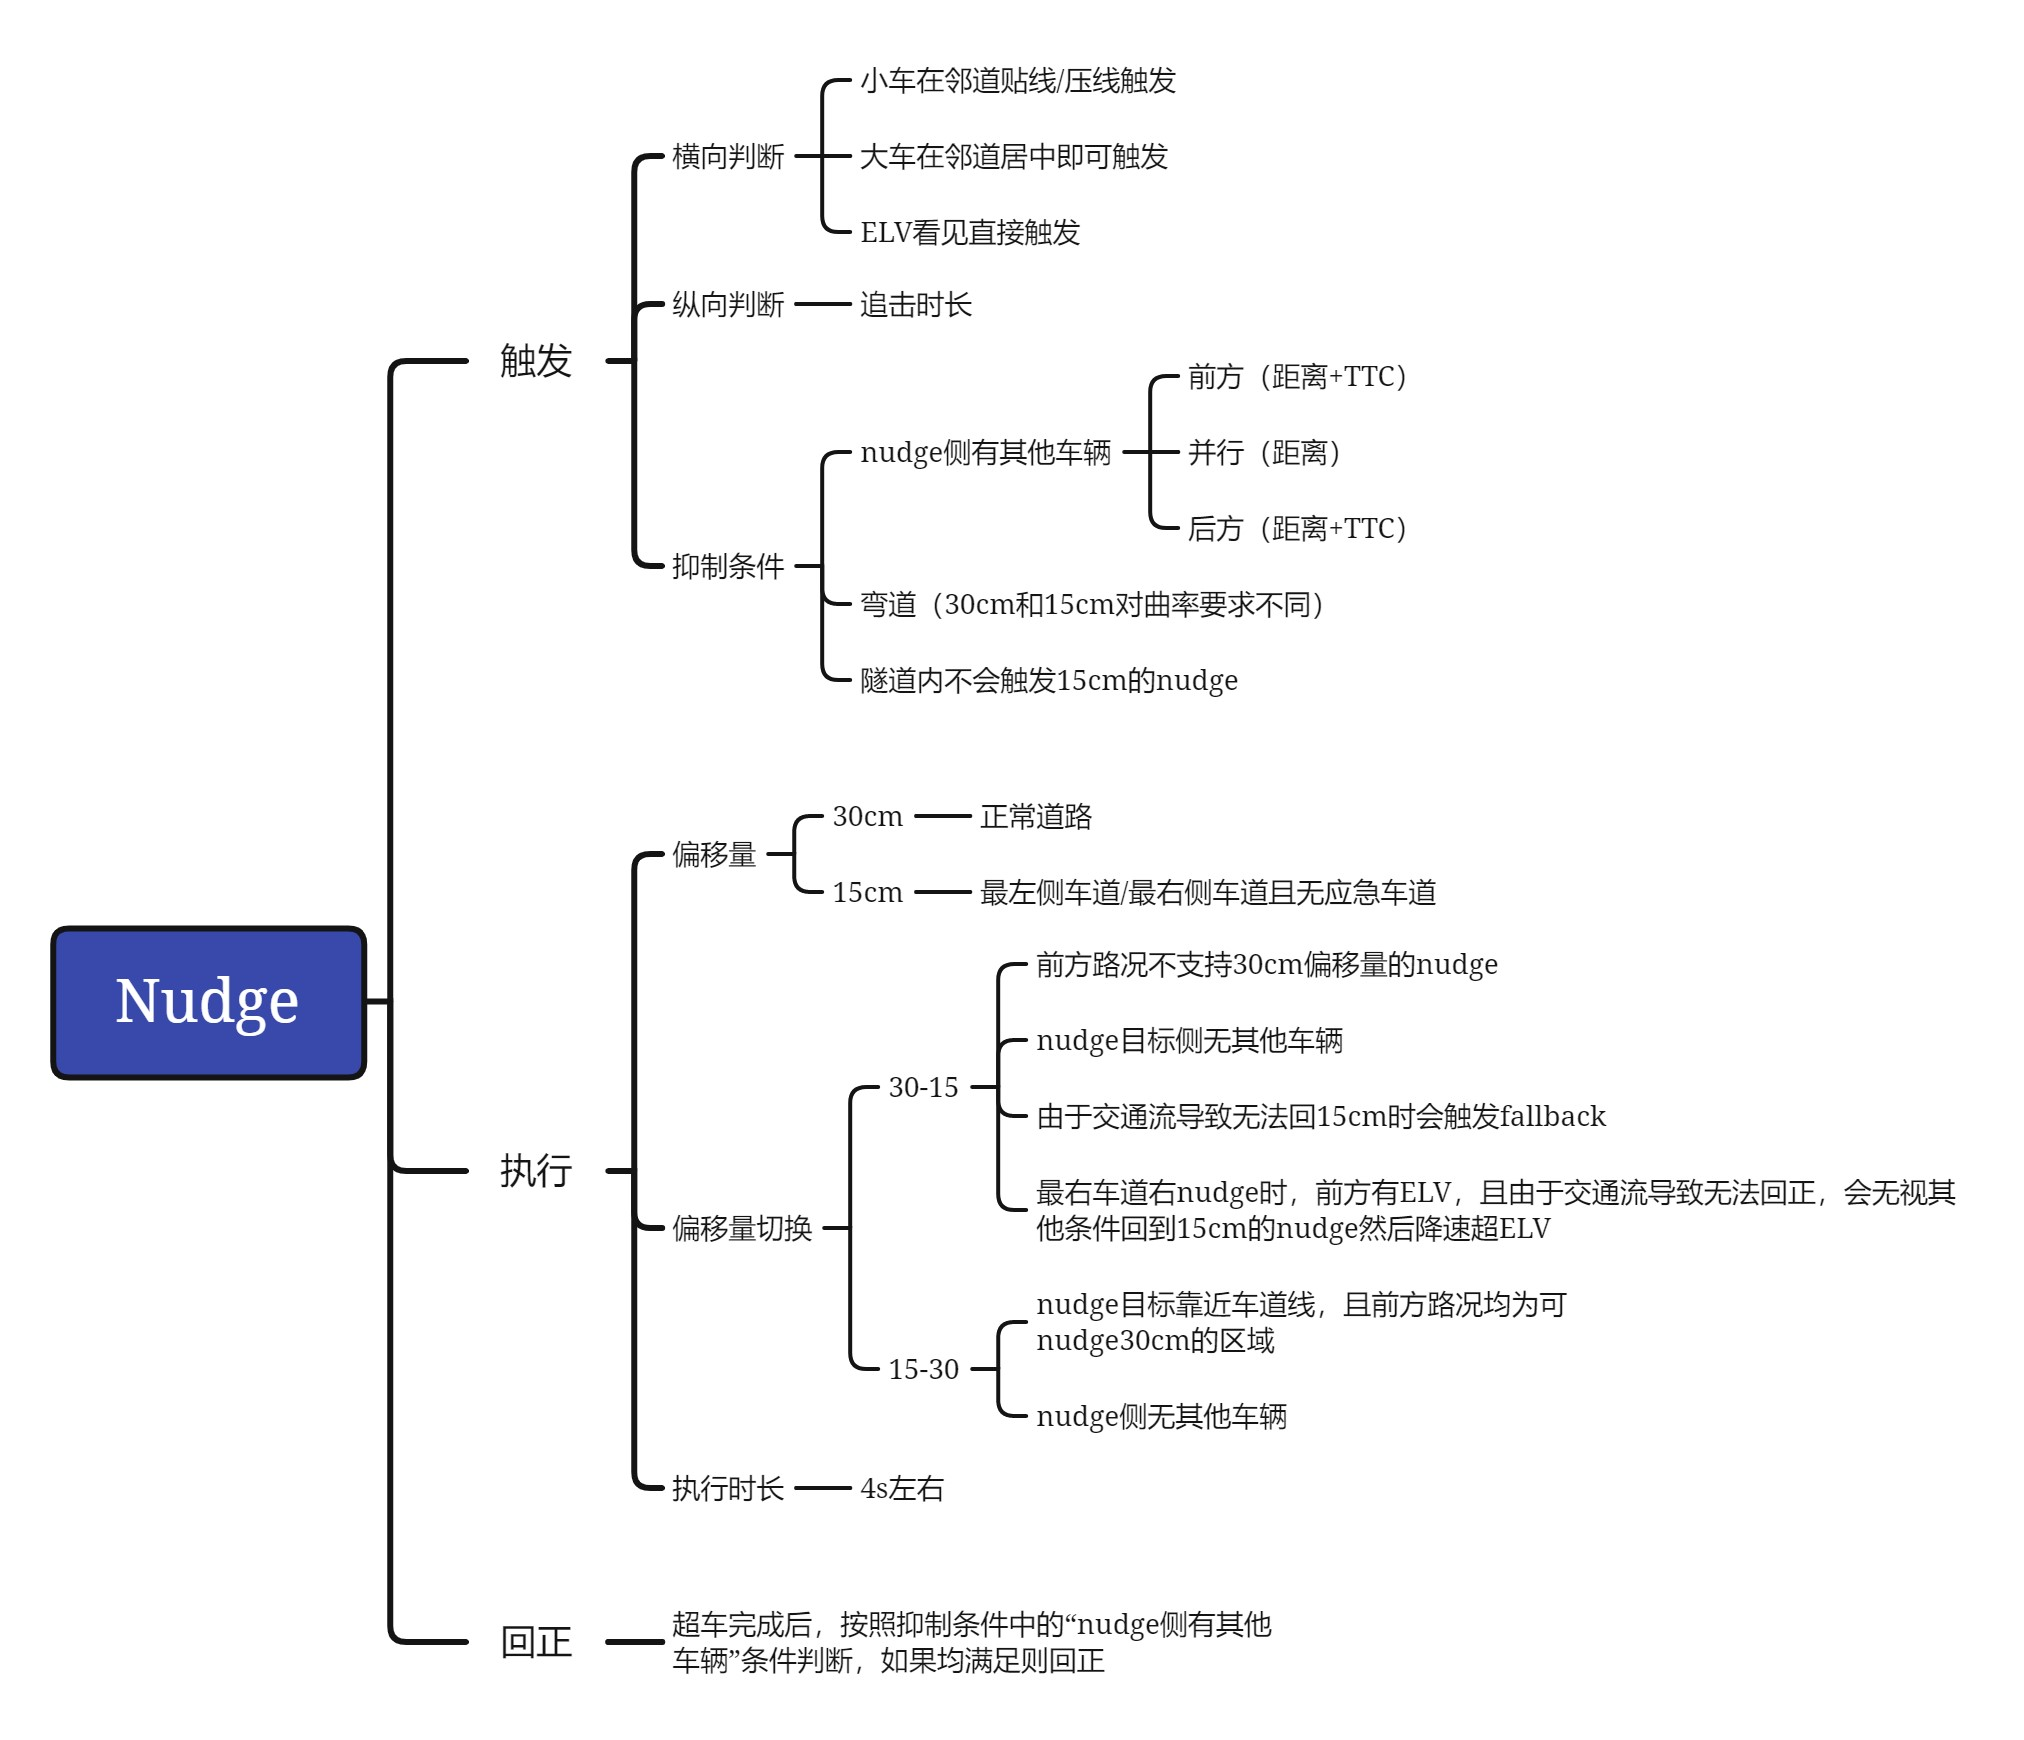 Nudge
触发
横向判断
小车在邻道贴线/压线触发
大车在邻道居中即可触发
ELV看见直接触发
纵向判断
追击时长
抑制条件
nudge侧有其他车辆
前方（距离+TTC）
并行（距离）
后方（距离+TTC）
弯道（30cm和15cm对曲率要求不同）
隧道内不会触发15cm的nudge
执行
偏移量
30cm
正常道路
15cm
最左侧车道/最右侧车道且无应急车道
偏移量切换
30-15
前方路况不支持30cm偏移量的nudge
nudge目标侧无其他车辆
由于交通流导致无法回15cm时会触发fallback
最右车道右nudge时，前方有ELV，且由于交通流导致无法回正，会无视其
他条件回到15cm的nudge然后降速超ELV
15-30
nudge目标靠近车道线，且前方路况均为可
nudge30cm的区域
nudge侧无其他车辆
执行时长
4s左右
回正
超车完成后，按照抑制条件中的“nudge侧有其他
车辆”条件判断，如果均满足则回正